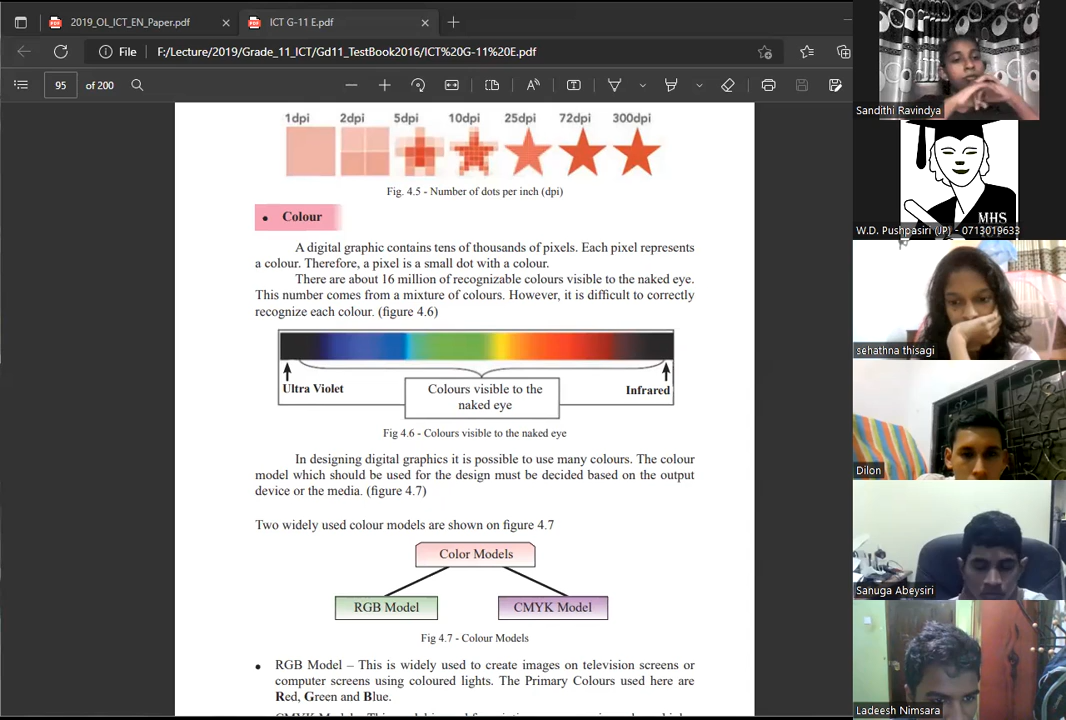 2019_OL_ICT_EN_Paper.pdf
ICT G-11 E.pdf
File
F:/Lecture/2019/Grade_11_ICT/Gd11_TestBook2016/ICT%20G-11%20E.pdf
95 of 200
1dpi 2dpi 5dpi 10dpi 25dpi 72dpi 300dpi
Fig. 4.5 - Number of dots per inch (dpi)
• Colour
A digital graphic contains tens of thousands of pixels. Each pixel represents
a colour. Therefore, a pixel is a small dot with a colour.
There are about 16 million of recognizable colours visible to the naked eye.
This number comes from a mixture of colours. However, it is difficult to correctly
recognize each colour. (figure 4.6)
Ultra Violet
Colours visible to the
naked eye
Infrared
Fig 4.6 - Colours visible to the naked eye
In designing digital graphics it is possible to use many colours. The colour
model which should be used for the design must be decided based on the output
device or the media. (figure 4.7)
Two widely used colour models are shown on figure 4.7
Color Models
RGB Model
CMYK Model
Fig 4.7 - Colour Models
• RGB Model – This is widely used to create images on television screens or
computer screens using coloured lights. The Primary Colours used here are
Red, Green and Blue.
Sandithi Ravindya
MHS
W.D. Pushpasiri (JP) - 0713019633
sehathna thisagi
Dilon
Sanuga Abeysiri
Ladeesh Nimsara